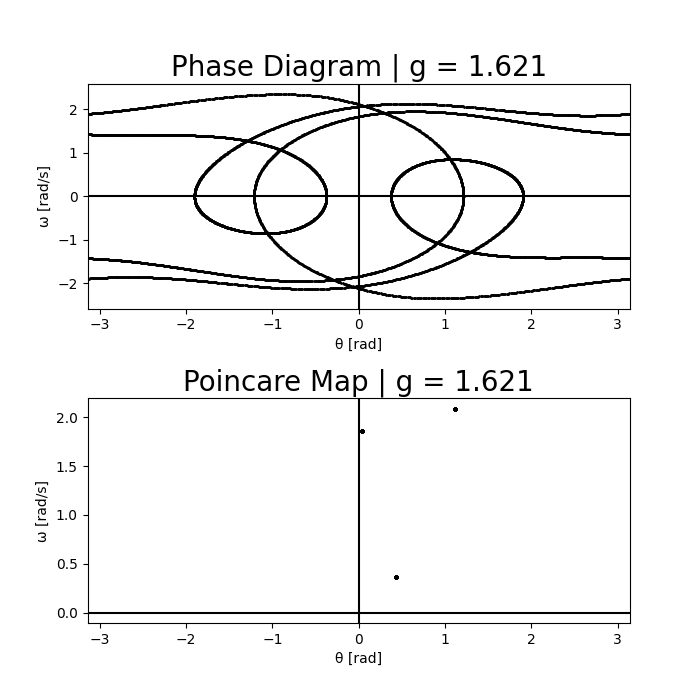 Phase Diagram | g = 1.621
2
1
0
−1
−2
ω [rad/s]
−3 −2 −1 0 1 2 3
θ [rad]
Poincare Map | g = 1.621
2.0
1.5
1.0
0.5
0.0
ω [rad/s]
−3 −2 −1 0 1 2 3
θ [rad]